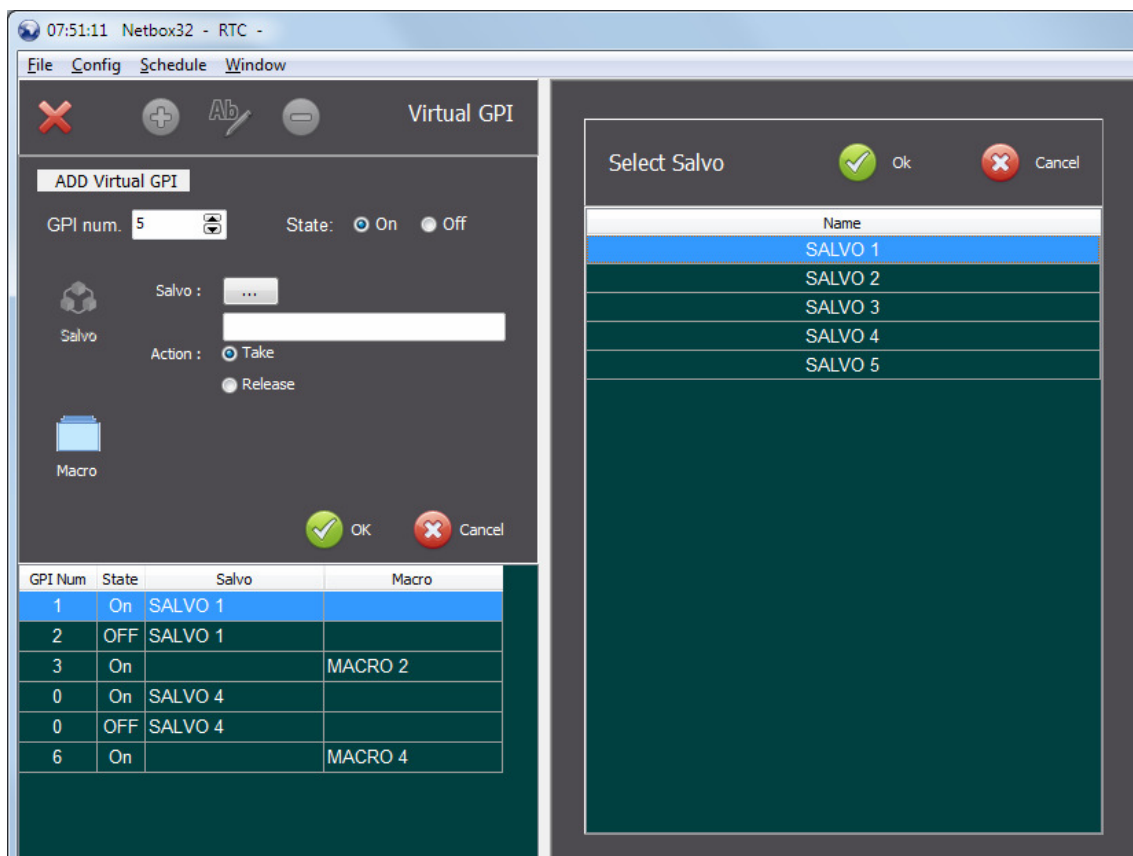 07:51:11 Netbox32 - RTC -
File Config Schedule Window
Ab
Virtual GPI
ADD Virtual GPI
GPI num. 5 State: On Off
Salvo : ...
Salvo
Action : Take
Release
Macro
OK Cancel
GPI Num State Salvo Macro
1 On SALVO 1
2 OFF SALVO 1
3 On MACRO 2
0 On SALVO 4
0 OFF SALVO 4
6 On MACRO 4
Select Salvo Ok Cancel
Name
SALVO 1
SALVO 2
SALVO 3
SALVO 4
SALVO 5